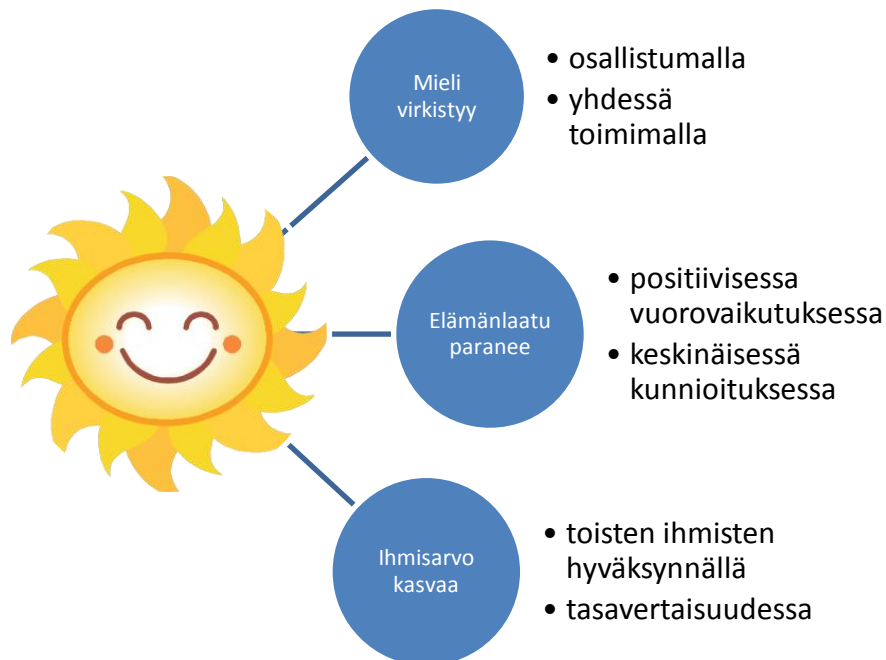 Mieli
virkistyy
• osallistumalla
• yhdessä
toimimalla
Elämänlaatu
paranee
• positiivisessa
vuorovaikutuksessa
• keskinäisessä
kunnioituksessa
Ihmisarvo
kasvaa
• toisten ihmisten
hyväksynnällä
• tasavertaisuudessa